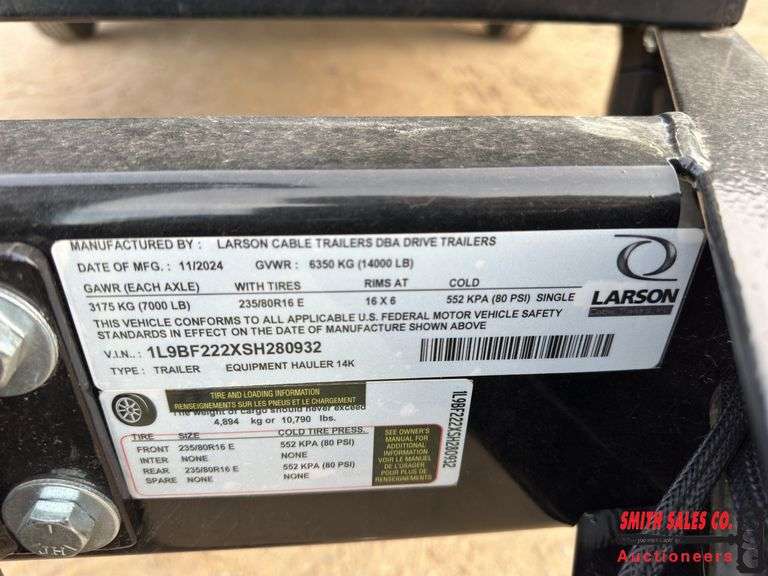 MANUFACTURED BY : LARSON CABLE TRAILERS DBA DRIVE TRAILERS
DATE OF MFG. : 11/2024 GVWR : 6350 KG (14000 LB)
GAWR (EACH AXLE) WITH TIRES RIMS AT COLD
3175 KG (7000 LB) 235/80R16 E 16 X 6 552 KPA (80 PSI) SINGLE
THIS VEHICLE CONFORMS TO ALL APPLICABLE U.S. FEDERAL MOTOR VEHICLE SAFETY
STANDARDS IN EFFECT ON THE DATE OF MANUFACTURE SHOWN ABOVE
V.I.N. : 1L9BF222XSH280932
TYPE : TRAILER EQUIPMENT HAULER 14K
LARSON
TIRE AND LOADING INFORMATION
RENSEIGNEMENTS SUR LES PNEUS ET LE CHARGEMENT
The weight of cargo should never exceed
4,894 kg or 10,790 lbs.
TIRE SIZE COLD TIRE PRESS.
FRONT 235/80R16 E 552 KPA (80 PSI)
INTER NONE NONE
REAR 235/80R16 E 552 KPA (80 PSI)
SPARE NONE NONE
SEE OWNER'S
MANUAL FOR
ADDITIONAL
INFORMATION
VOIR LE MANUEL
DE L'USAGER
POUR PLUS DE
RENSEIGNEMENTS
1L9BF222XSH280932
JH
SMITH SALES CO.
Auctioneers